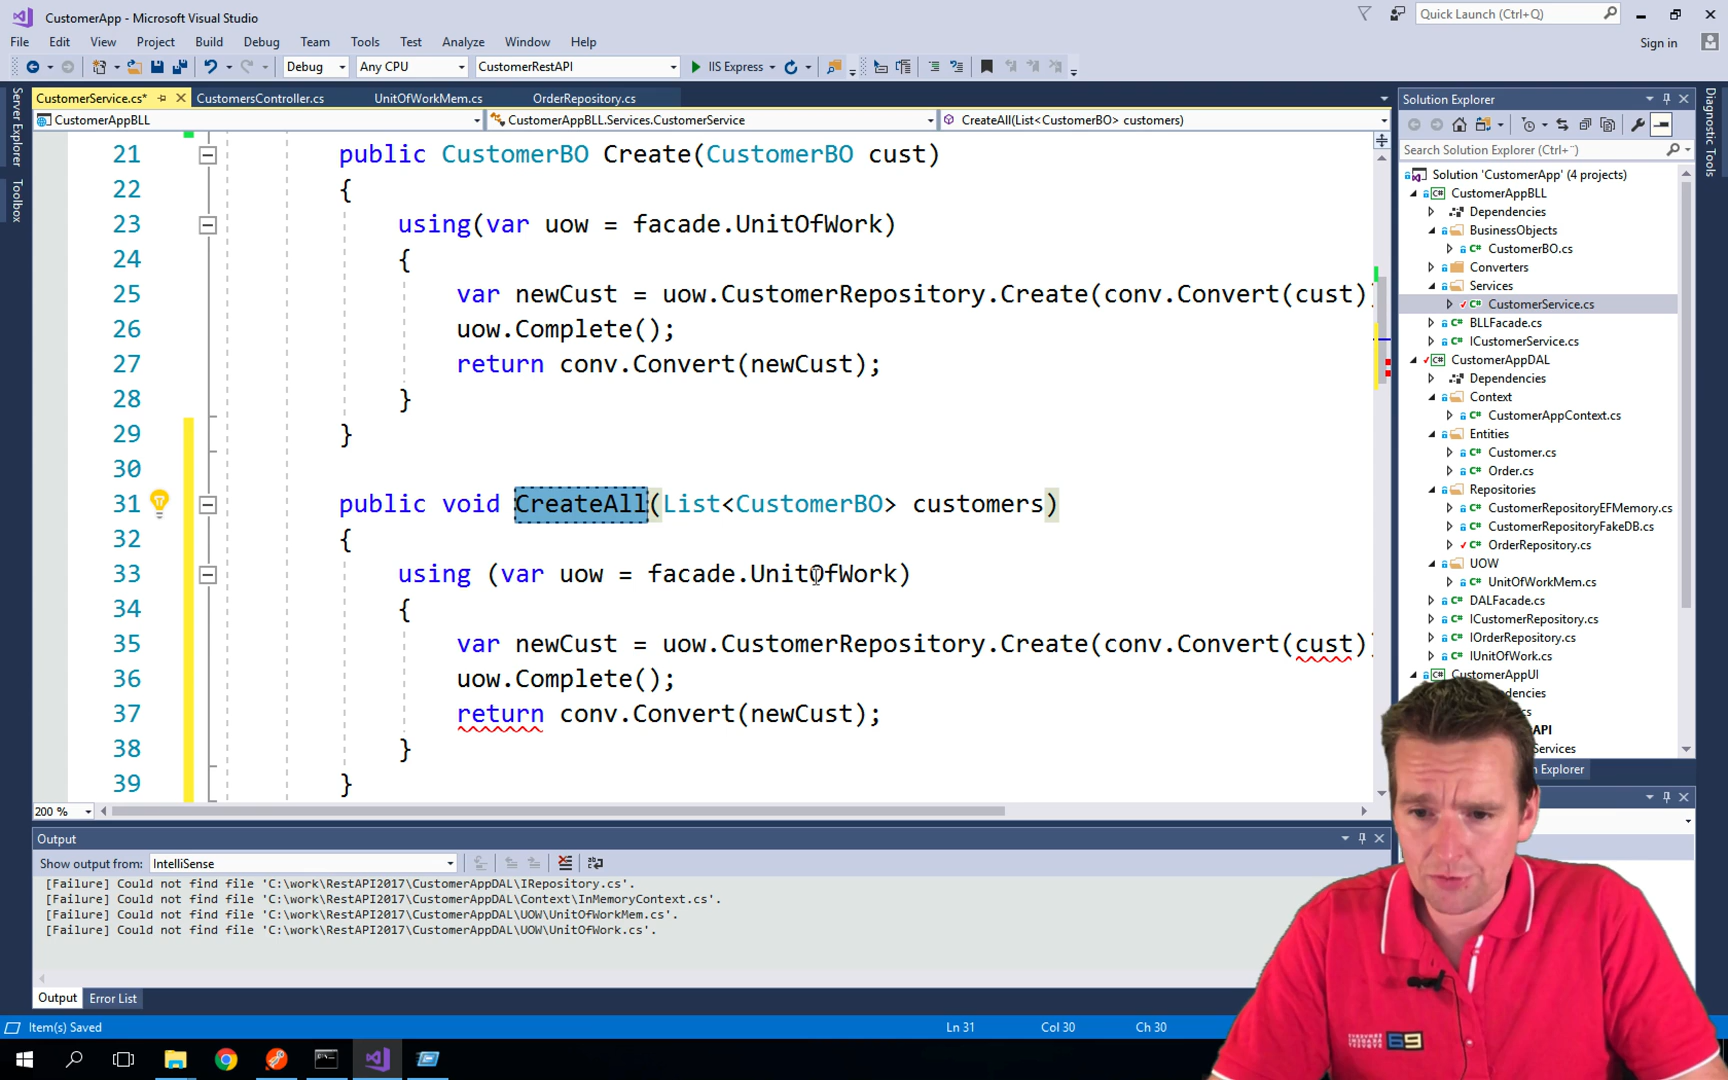 CustomerApp - Microsoft Visual Studio
Quick Launch (Ctrl+Q)
File Edit View Project Build Debug Team Tools Test Analyze Window Help
Sign in
Debug Any CPU CustomerRestAPI IIS Express
Server Explorer
Toolbox
CustomerService.cs* CustomersController.cs UnitOfWorkMem.cs OrderRepository.cs
CustomerAppBLL CustomerAppBLL.Services.CustomerService CreateAll(List<CustomerBO> customers)
21 public CustomerBO Create(CustomerBO cust)
22 {
23 using(var uow = facade.UnitOfWork)
24 {
25 var newCust = uow.CustomerRepository.Create(conv.Convert(cust)
26 uow.Complete();
27 return conv.Convert(newCust);
28 }
29 }
30
31 public void CreateAll(List<CustomerBO> customers)
32 {
33 using (var uow = facade.UnitOfWork)
34 {
35 var newCust = uow.CustomerRepository.Create(conv.Convert(cust)
36 uow.Complete();
37 return conv.Convert(newCust);
38 }
39 }
200 %
Output
Show output from: IntelliSense
[Failure] Could not find file 'C:\work\RestAPI2017\CustomerAppDAL\IRepository.cs'.
[Failure] Could not find file 'C:\work\RestAPI2017\CustomerAppDAL\Context\InMemoryContext.cs'.
[Failure] Could not find file 'C:\work\RestAPI2017\CustomerAppDAL\UOW\UnitOfWorkMem.cs'.
[Failure] Could not find file 'C:\work\RestAPI2017\CustomerAppDAL\UOW\UnitOfWork.cs'.
Output Error List
Item(s) Saved Ln 31 Col 30 Ch 30
Solution Explorer
Search Solution Explorer (Ctrl+¨)
Solution 'CustomerApp' (4 projects)
CustomerAppBLL
Dependencies
BusinessObjects
CustomerBO.cs
Converters
Services
CustomerService.cs
BLLFacade.cs
ICustomerService.cs
CustomerAppDAL
Dependencies
Context
CustomerAppContext.cs
Entities
Customer.cs
Order.cs
Repositories
CustomerRepositoryEFMemory.cs
CustomerRepositoryFakeDB.cs
OrderRepository.cs
UOW
UnitOfWorkMem.cs
DALFacade.cs
ICustomerRepository.cs
IOrderRepository.cs
IUnitOfWork.cs
CustomerAppUI
endencies
cs
API
Services
n Explorer
Diagnostic Tools
69